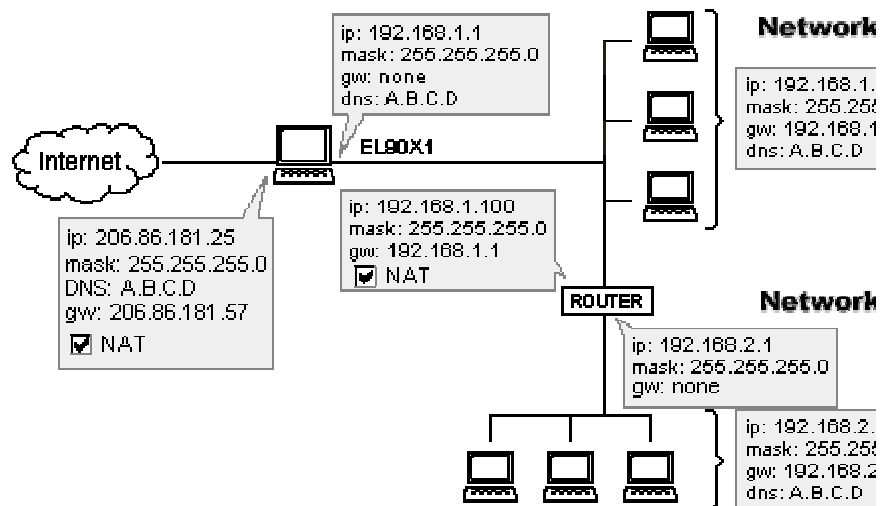 ip: 192.168.1.1
mask: 255.255.255.0
gw: none
dns: A.B.C.D
Network
ip: 192.168.1.
mask: 255.255
gw: 192.168.1
dns: A.B.C.D
Internet
EL90X1
ip: 206.86.181.25
mask: 255.255.255.0
DNS: A.B.C.D
gw: 206.86.181.57
NAT
ip: 192.168.1.100
mask: 255.255.255.0
gw: 192.168.1.1
NAT
ROUTER
Network
ip: 192.168.2.1
mask: 255.255.255.0
gw: none
ip: 192.168.2.
mask: 255.255
gw: 192.168.2
dns: A.B.C.D